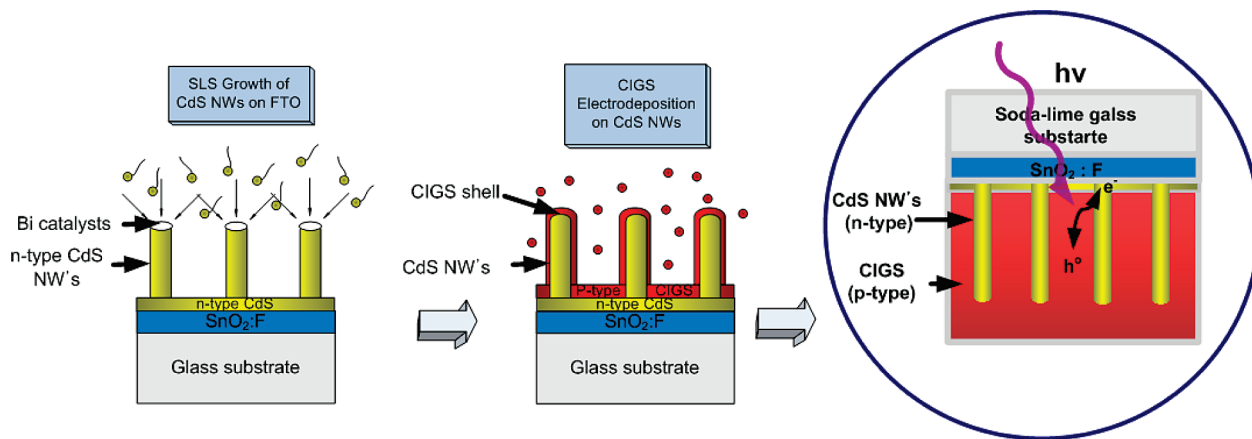 SLS Growth of
CdS NWs on FTO
Bi catalysts
n-type CdS
NW's
n-type CdS
SnO₂:F
Glass substrate
CIGS
Electrodeposition
on CdS NWs
CIGS shell
CdS NW's
P-type CIGS
n-type CdS
SnO₂:F
Glass substrate
hv
Soda-lime galss
substarte
SnO₂ : F
e⁻
CdS NW's
(n-type)
h°
CIGS
(p-type)